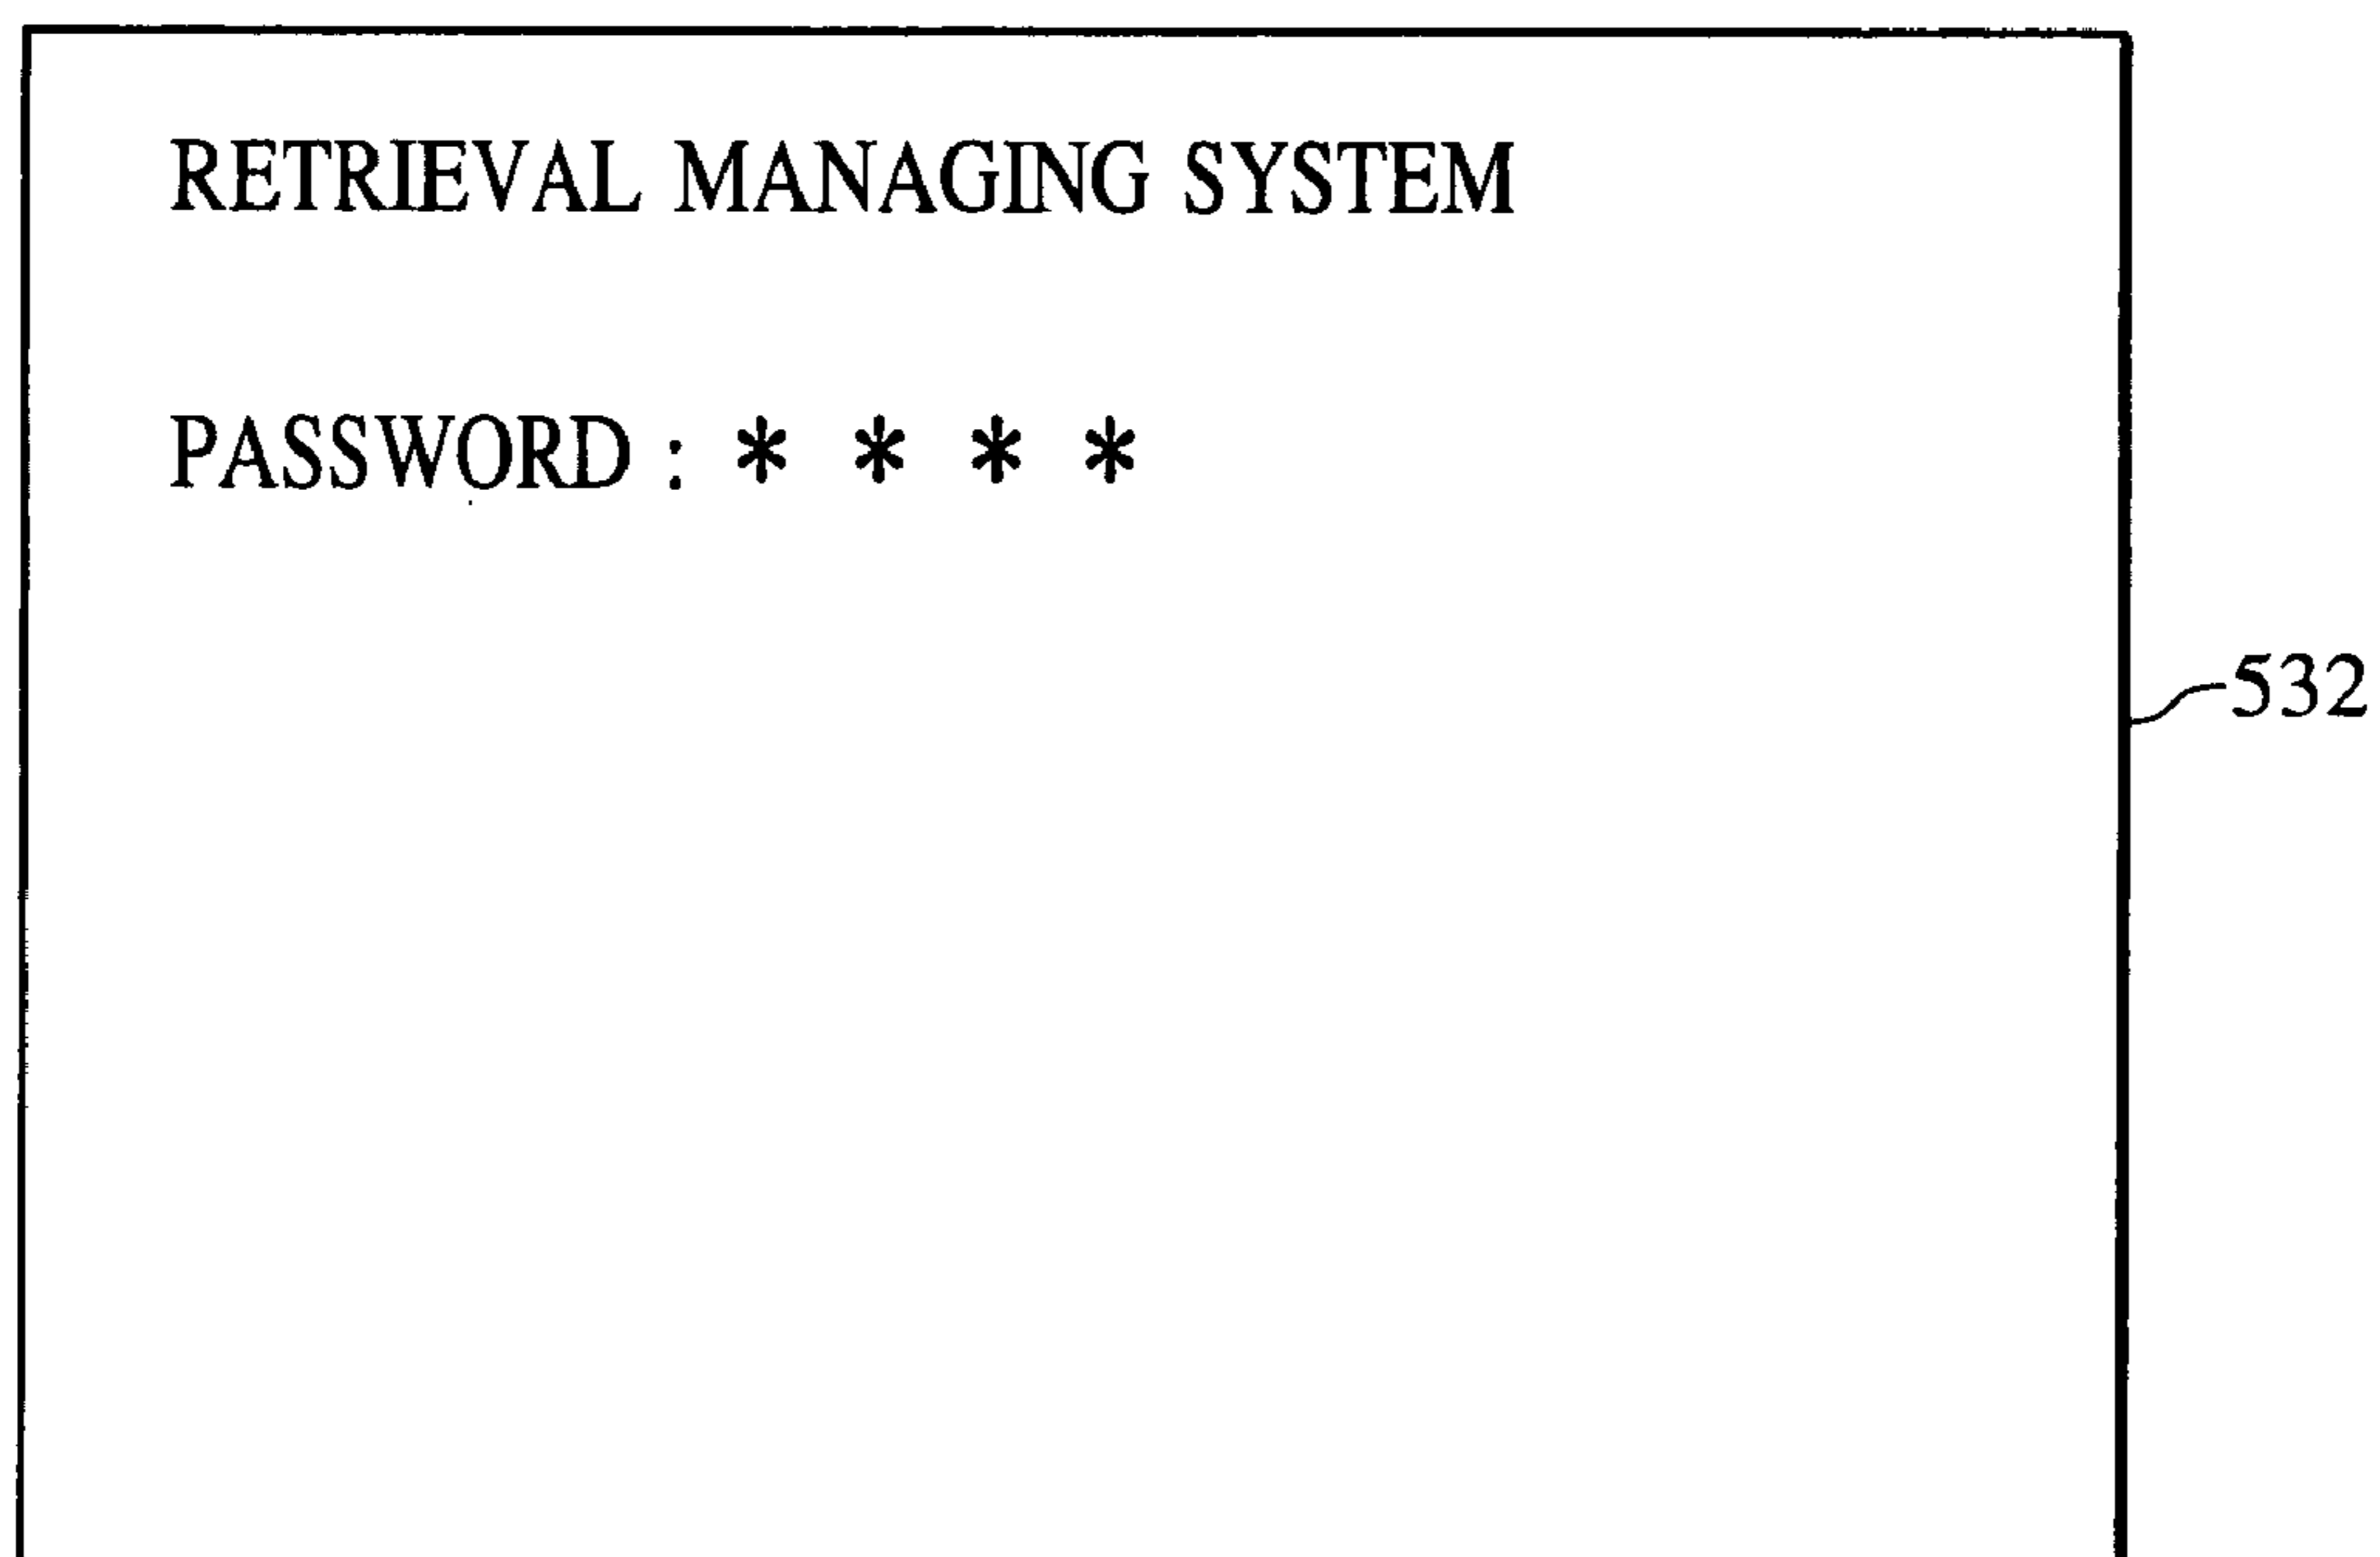 RETRIEVAL MANAGING SYSTEM
PASSWORD : * * * *
532